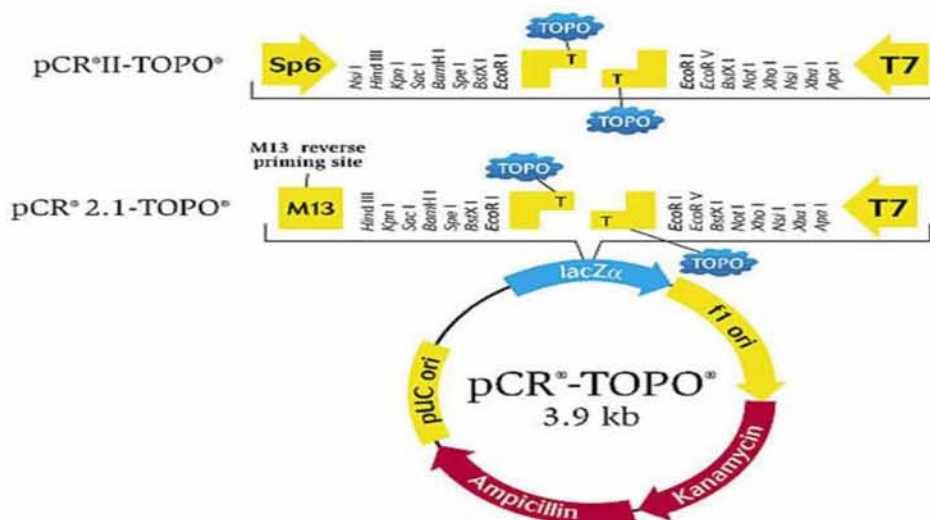 TOPO
pCR®II-TOPO®
Sp6
Nsi I
Hind III
Kpn I
Sac I
BamH I
Spe I
BstX I
EcoR I
T
T
EcoR I
EcoR V
BstX I
Not I
Xho I
Nsi I
Xba I
Apa I
T7
TOPO
M13 reverse
priming site
TOPO
pCR® 2.1-TOPO®
M13
Hind III
Kpn I
Sac I
BamH I
Spe I
BstX I
EcoR I
T
T
EcoR I
EcoR V
BstX I
Not I
Xho I
Nsi I
Xba I
Apa I
T7
TOPO
lacZα
f1 ori
pUC ori
pCR®-TOPO®
3.9 kb
Kanamycin
Ampicillin